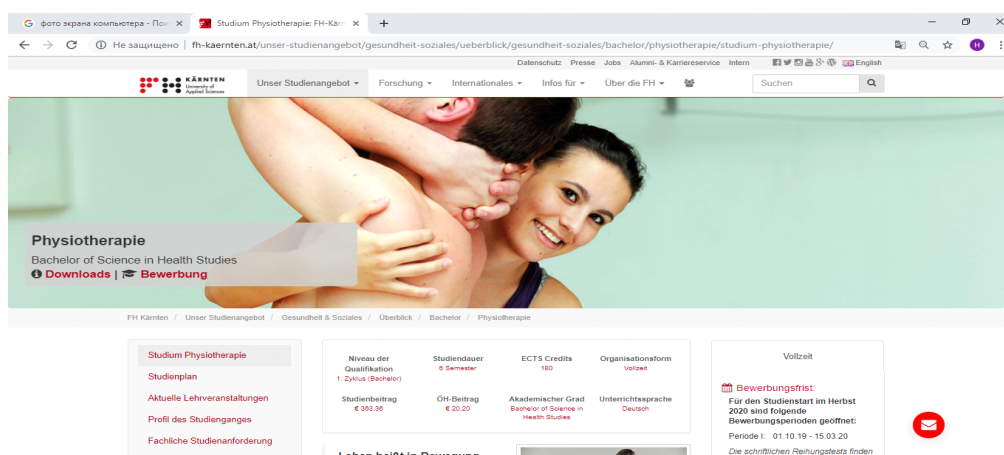 фото экрана компьютера - Пои
Studium Physiotherapie: FH-Kärn
Не защищено | fh-kaernten.at/unser-studienangebot/gesundheit-soziales/ueberblick/gesundheit-soziales/bachelor/physiotherapie/studium-physiotherapie/
H
Datenschutz Presse Jobs Alumni- & Karriereservice Intern English
KÄRNTEN
University of
Applied Sciences
Unser Studienangebot Forschung Internationales Infos für Über die FH Suchen
Physiotherapie
Bachelor of Science in Health Studies
Downloads | Bewerbung
FH Kärnten / Unser Studienangebot / Gesundheit & Soziales / Überblick / Bachelor / Physiotherapie
Studium Physiotherapie
Studienplan
Aktuelle Lehrveranstaltungen
Profil des Studienganges
Fachliche Studienanforderung
Niveau der
Qualifikation
1. Zyklus (Bachelor)
Studiendauer
6 Semester
ECTS Credits
180
Organisationsform
Vollzeit
Studienbeitrag
€ 363.36
ÖH-Beitrag
€ 20.20
Akademischer Grad
Bachelor of Science in
Health Studies
Unterrichtssprache
Deutsch
Leben heißt in Bewegung
Vollzeit
Bewerbungsfrist:
Für den Studienstart im Herbst
2020 sind folgende
Bewerbungsperioden geöffnet:
Periode I: 01.10.19 - 15.03.20
Die schriftlichen Reihungstests finden